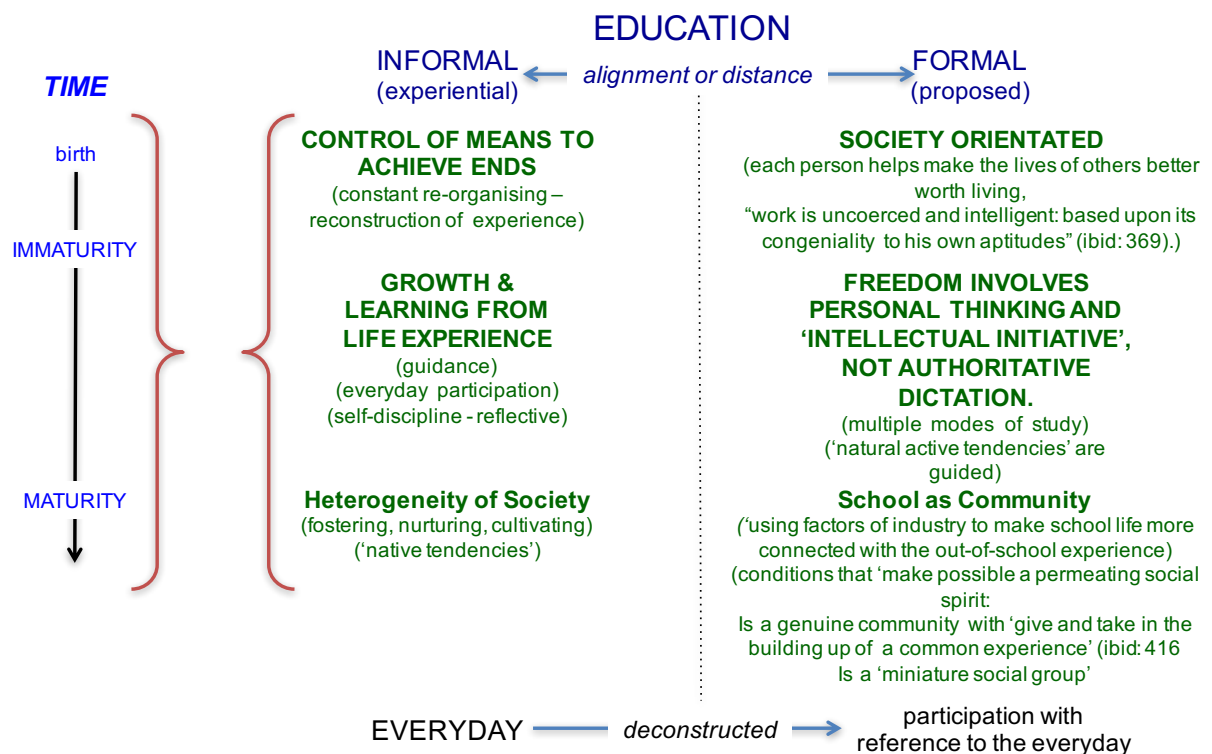 EDUCATION
INFORMAL
(experiential)
alignment or distance
FORMAL
(proposed)
TIME
birth
IMMATURITY
MATURITY
CONTROL OF MEANS TO
ACHIEVE ENDS
(constant re-organising –
reconstruction of experience)
GROWTH &
LEARNING FROM
LIFE EXPERIENCE
(guidance)
(everyday participation)
(self-discipline - reflective)
Heterogeneity of Society
(fostering, nurturing, cultivating)
(‘native tendencies’)
SOCIETY ORIENTATED
(each person helps make the lives of others better
worth living,
“work is uncoerced and intelligent: based upon its
congeniality to his own aptitudes” (ibid: 369).)
FREEDOM INVOLVES
PERSONAL THINKING AND
‘INTELLECTUAL INITIATIVE’,
NOT AUTHORITATIVE
DICTATION.
(multiple modes of study)
(‘natural active tendencies’ are
guided)
School as Community
(‘using factors of industry to make school life more
connected with the out-of-school experience)
(conditions that ‘make possible a permeating social
spirit:
Is a genuine community with ‘give and take in the
building up of a common experience’ (ibid: 416
Is a ‘miniature social group’
EVERYDAY
deconstructed
participation with
reference to the everyday